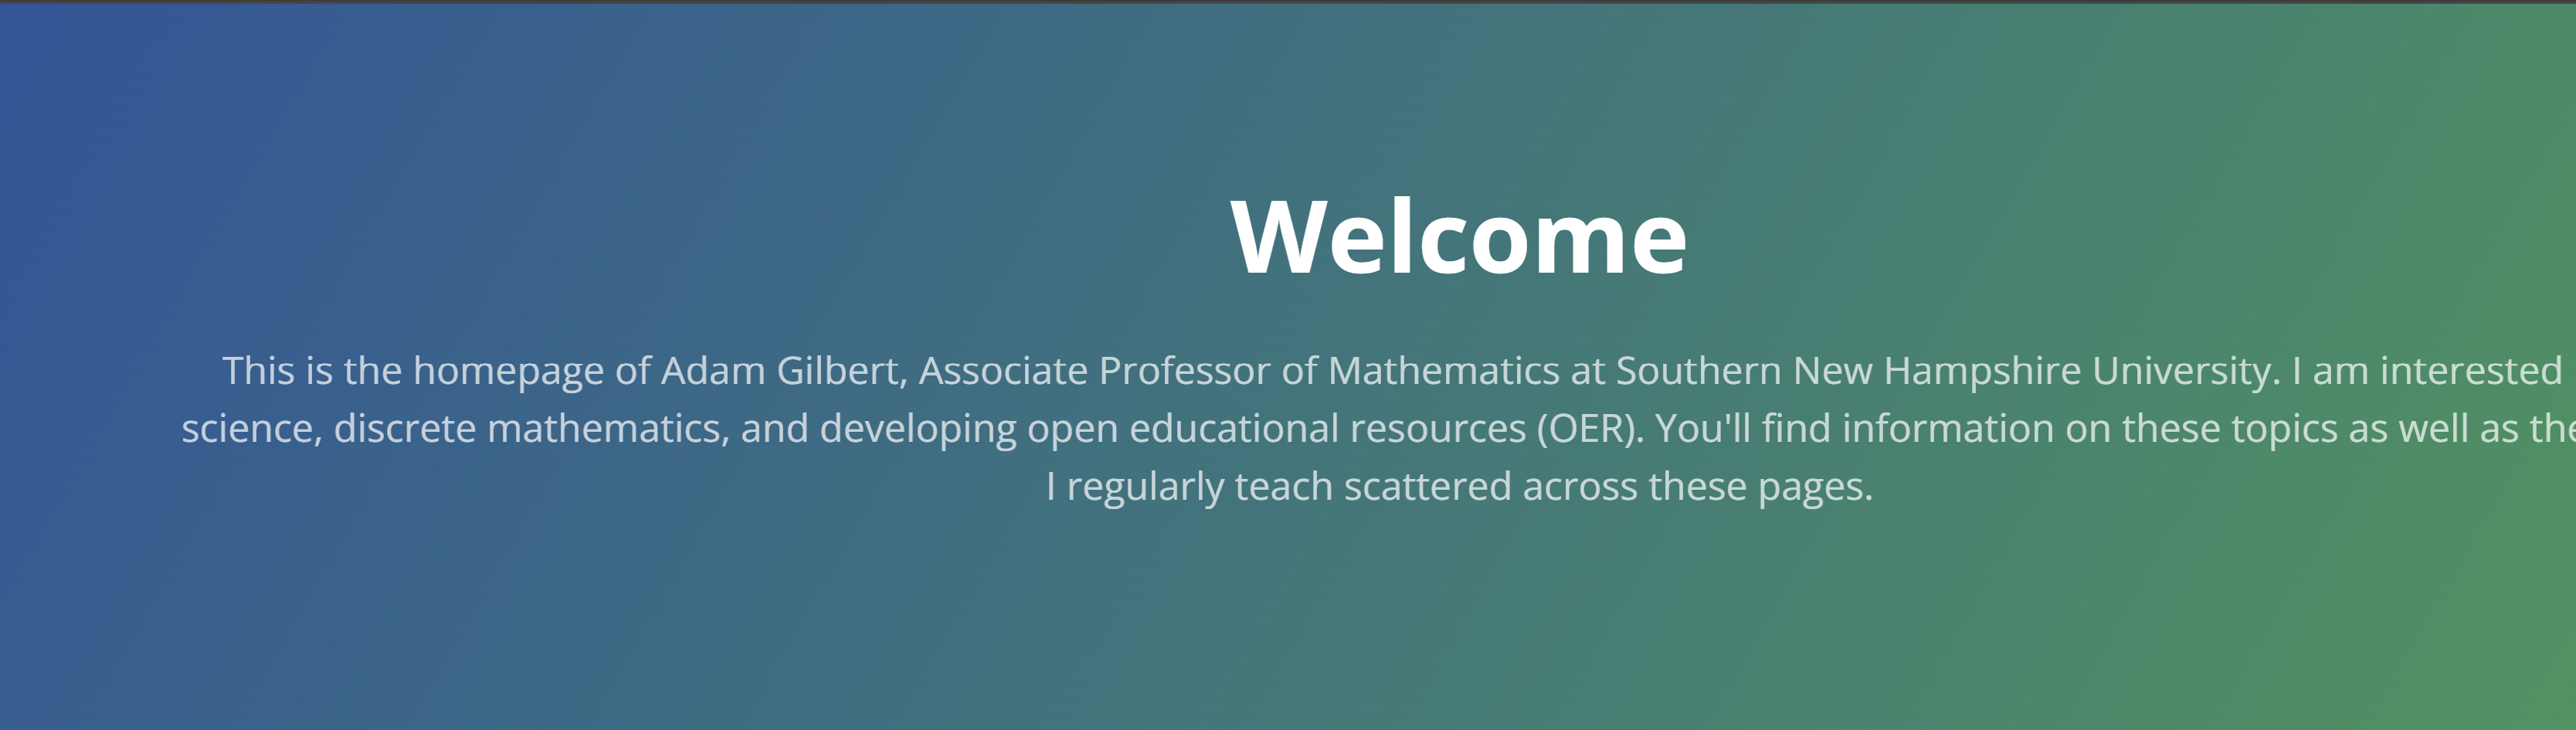 Welcome
This is the homepage of Adam Gilbert, Associate Professor of Mathematics at Southern New Hampshire University. I am interested
science, discrete mathematics, and developing open educational resources (OER). You'll find information on these topics as well as the
I regularly teach scattered across these pages.